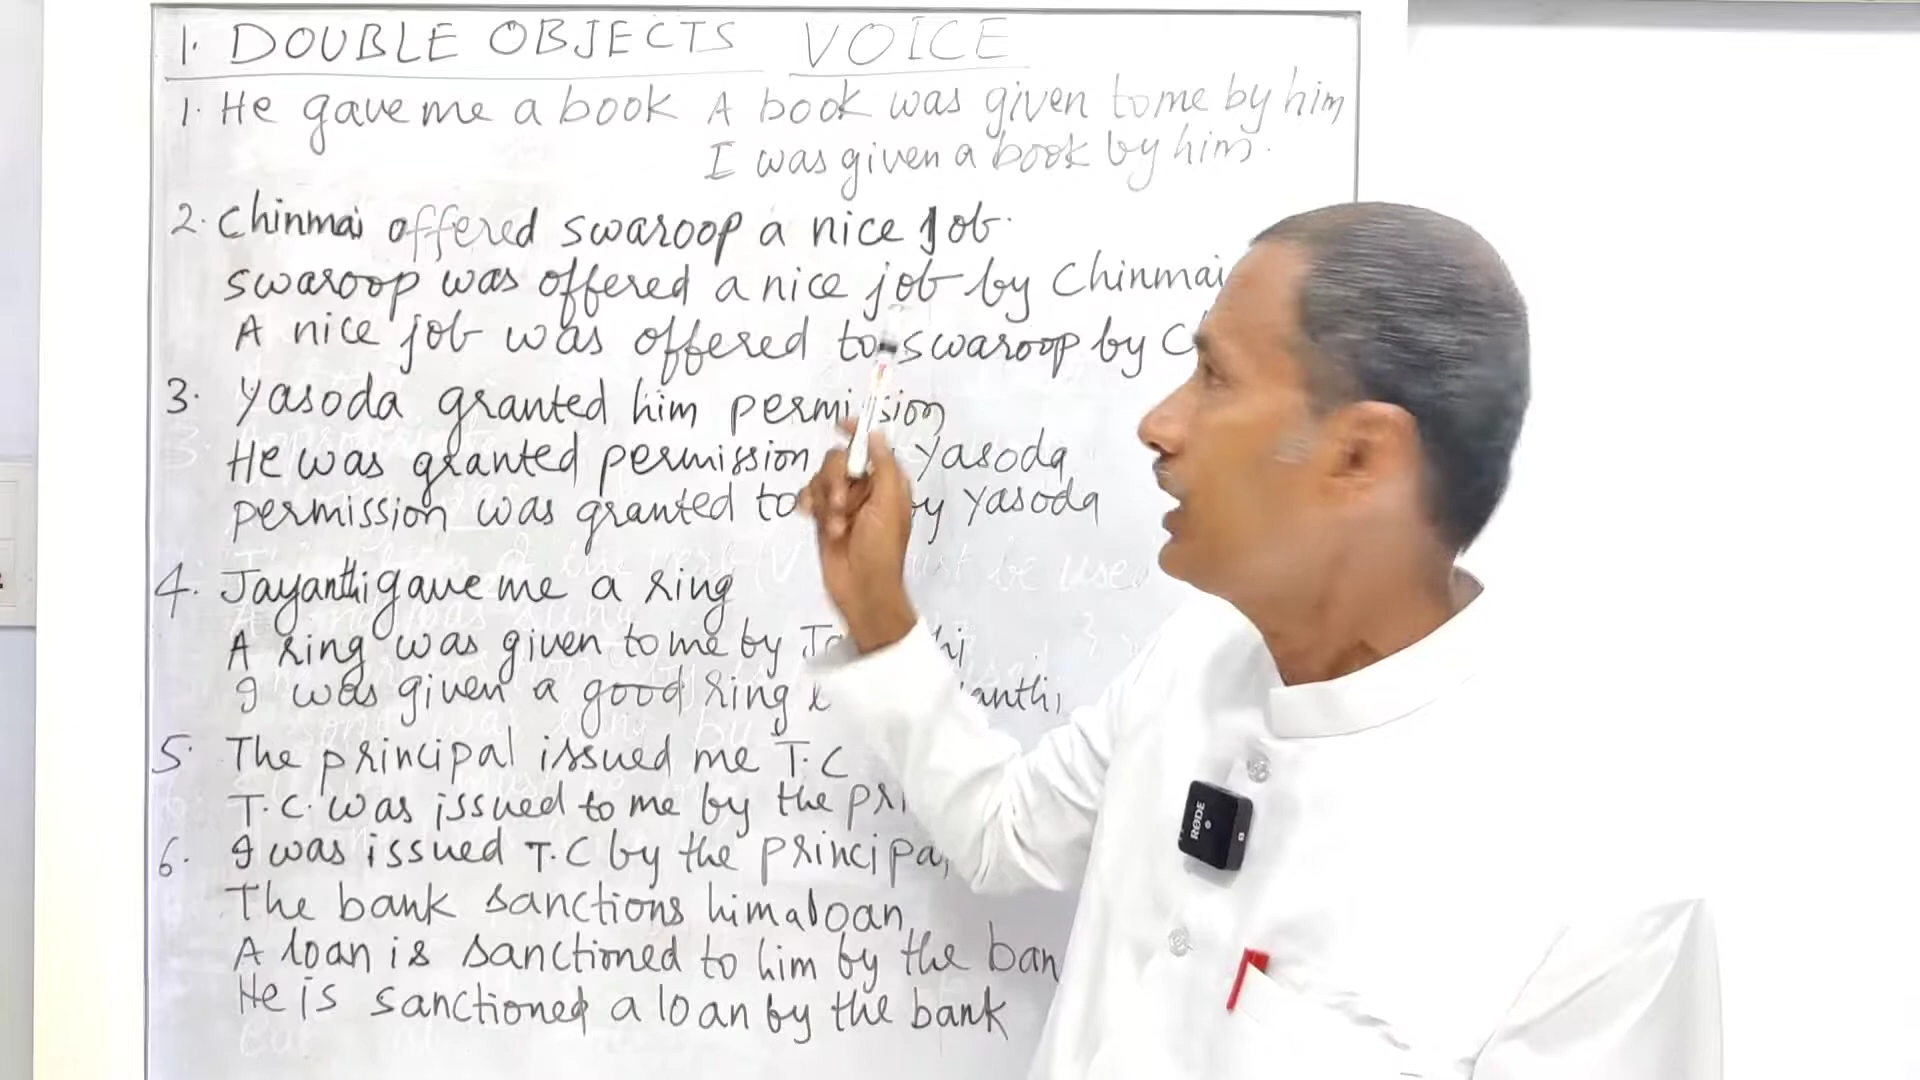 1. DOUBLE OBJECTS VOICE
1. He gave me a book A book was given to me by him
I was given a book by him.
2. Chinmai offered swaroop a nice job.
swaroop was offered a nice job by Chinmai
A nice job was offered to swaroop by
3. Yasoda granted him permission
He was granted permission Yasoda
permission was granted to by Yasoda
4. Jayanthi gave me a ring
A ring was given to me by
I was given a good ring
5. The principal issued me T.C
T.C. was issued to me by the
6. I was issued T.C by the principal
The bank sanctions him a loan
A loan is sanctioned to him by the ban
He is sanctioned a loan by the bank
RØDE